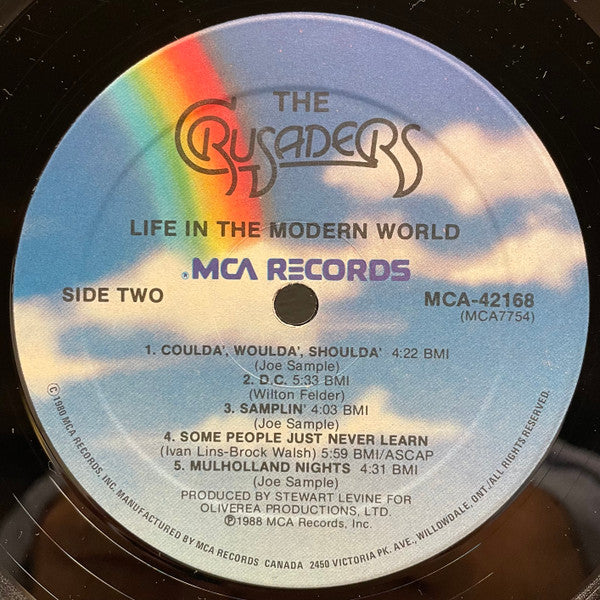 THE
CRUSADERS
LIFE IN THE MODERN WORLD
®MCA RECORDS
SIDE TWO
MCA-42168
(MCA7754)
1. COULDA', WOULDA', SHOULDA' 4:22 BMI
(Joe Sample)
2. D.C. 5:33 BMI
(Wilton Felder)
3. SAMPLIN' 4:03 BMI
(Joe Sample)
4. SOME PEOPLE JUST NEVER LEARN
(Ivan Lins-Brock Walsh) 5:59 BMI/ASCAP
5. MULHOLLAND NIGHTS 4:31 BMI
(Joe Sample)
PRODUCED BY STEWART LEVINE FOR
OLIVEREA PRODUCTIONS, LTD.
℗1988 MCA Records, Inc.
©1980 MCA RECORDS, INC. MANUFACTURED BY MCA RECORDS CANADA 2450 VICTORIA PK. AVE., WILLOWDALE, ONT. ALL RIGHTS RESERVED.